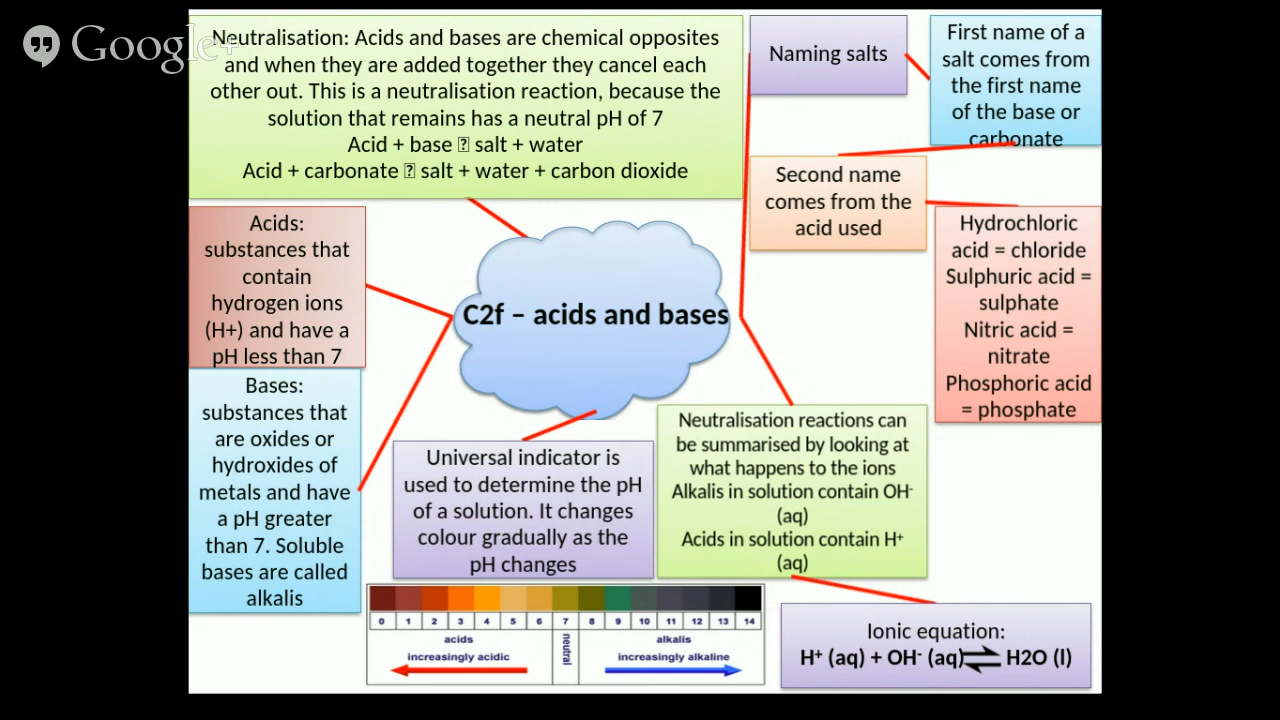 Google+
Neutralisation: Acids and bases are chemical opposites
and when they are added together they cancel each
other out. This is a neutralisation reaction, because the
solution that remains has a neutral pH of 7
Acid + base  salt + water
Acid + carbonate  salt + water + carbon dioxide
Naming salts
First name of a
salt comes from
the first name
of the base or
carbonate
Second name
comes from the
acid used
Hydrochloric
acid = chloride
Sulphuric acid =
sulphate
Nitric acid =
nitrate
Phosphoric acid
= phosphate
Acids:
substances that
contain
hydrogen ions
(H+) and have a
pH less than 7
C2f – acids and bases
Bases:
substances that
are oxides or
hydroxides of
metals and have
a pH greater
than 7. Soluble
bases are called
alkalis
Universal indicator is
used to determine the pH
of a solution. It changes
colour gradually as the
pH changes
Neutralisation reactions can
be summarised by looking at
what happens to the ions
Alkalis in solution contain OH⁻
(aq)
Acids in solution contain H⁺
(aq)
0 1 2 3 4 5 6 7 8 9 10 11 12 13 14
acids neutral alkalis
increasingly acidic increasingly alkaline
Ionic equation:
H⁺ (aq) + OH⁻ (aq) ⇌ H2O (l)